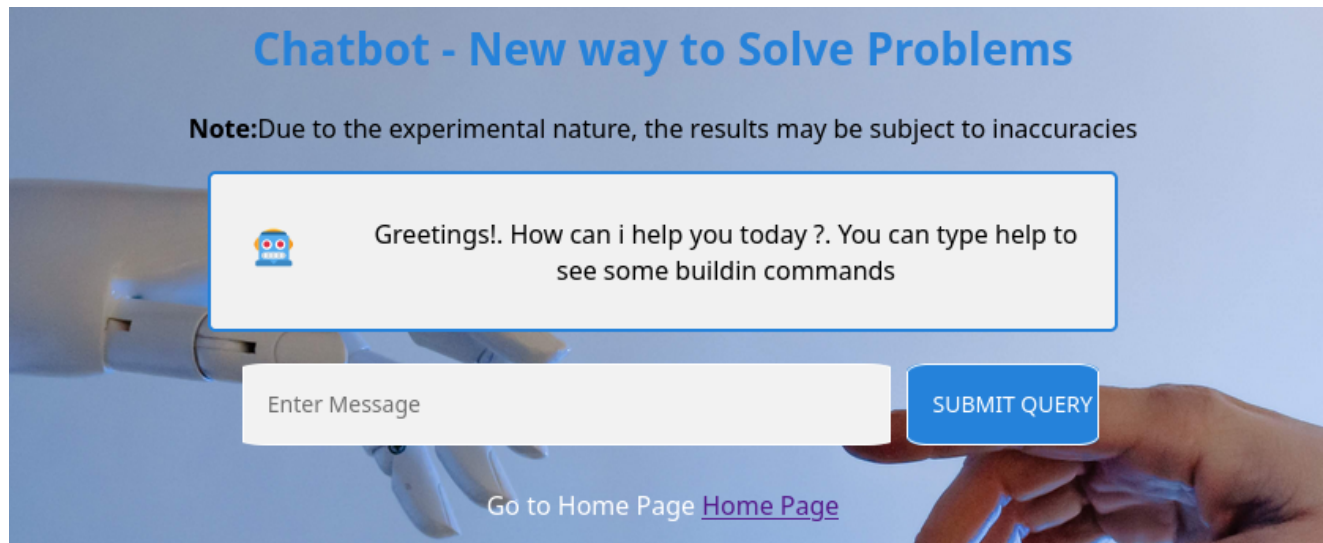 Chatbot - New way to Solve Problems
Note:Due to the experimental nature, the results may be subject to inaccuracies
Greetings!. How can i help you today ?. You can type help to
see some buildin commands
Enter Message
SUBMIT QUERY
Go to Home Page Home Page